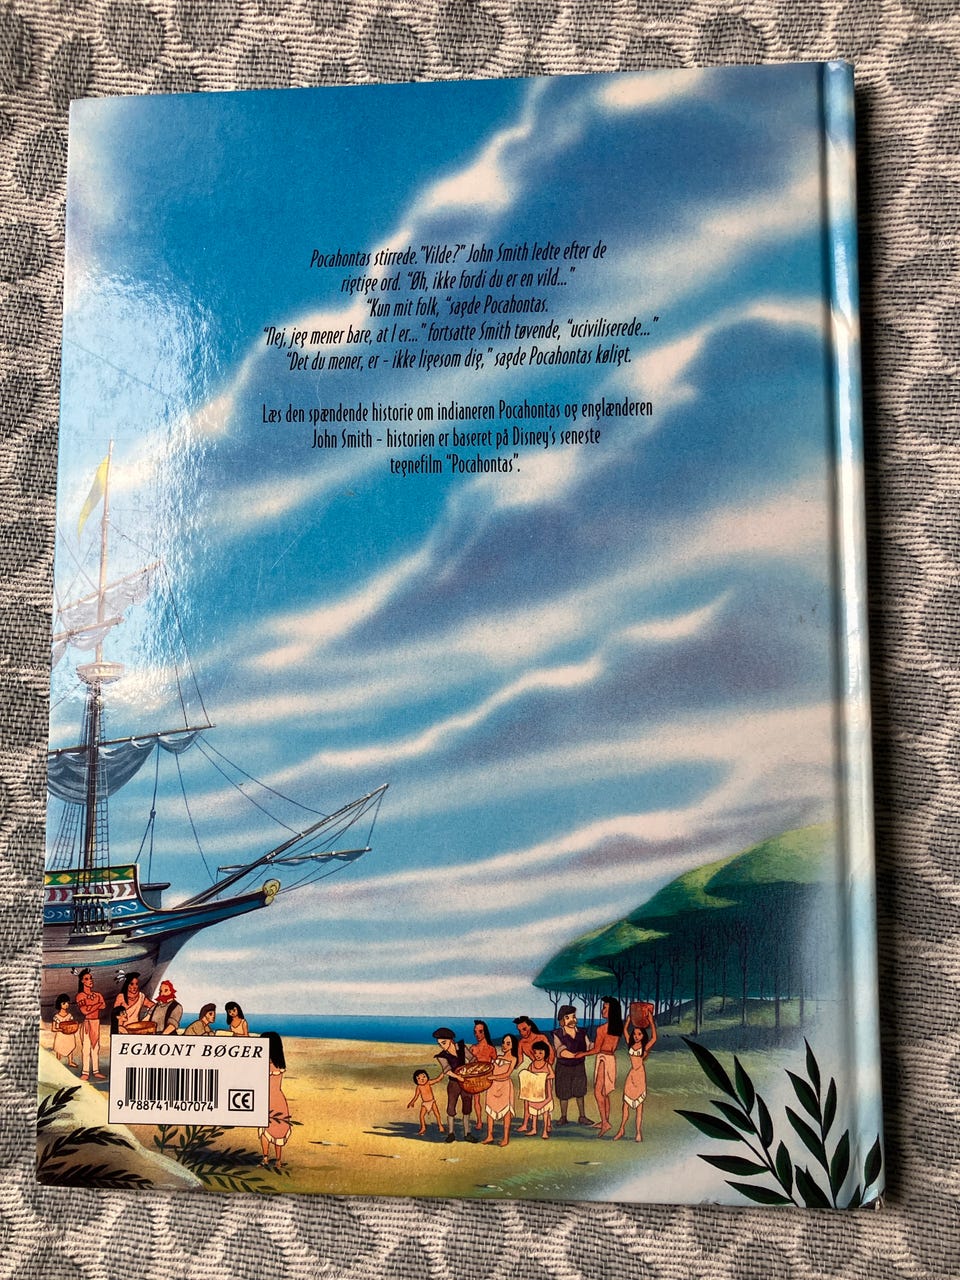 Pocahontas stirrede. "Vilde?" John Smith ledte efter de
rigtige ord. "Øh, ikke fordi du er en vild..."
"Kun mit folk, "sagde Pocahontas.
"Nej, jeg mener bare, at I er..." fortsatte Smith tøvende, "uciviliserede..."
"Det du mener, er - ikke ligesom dig," sagde Pocahontas køligt.
Læs den spændende historie om indianeren Pocahontas og englænderen
John Smith - historien er baseret på Disney's seneste
tegnefilm "Pocahontas".
EGMONT BØGER
9 788741 407074
CE